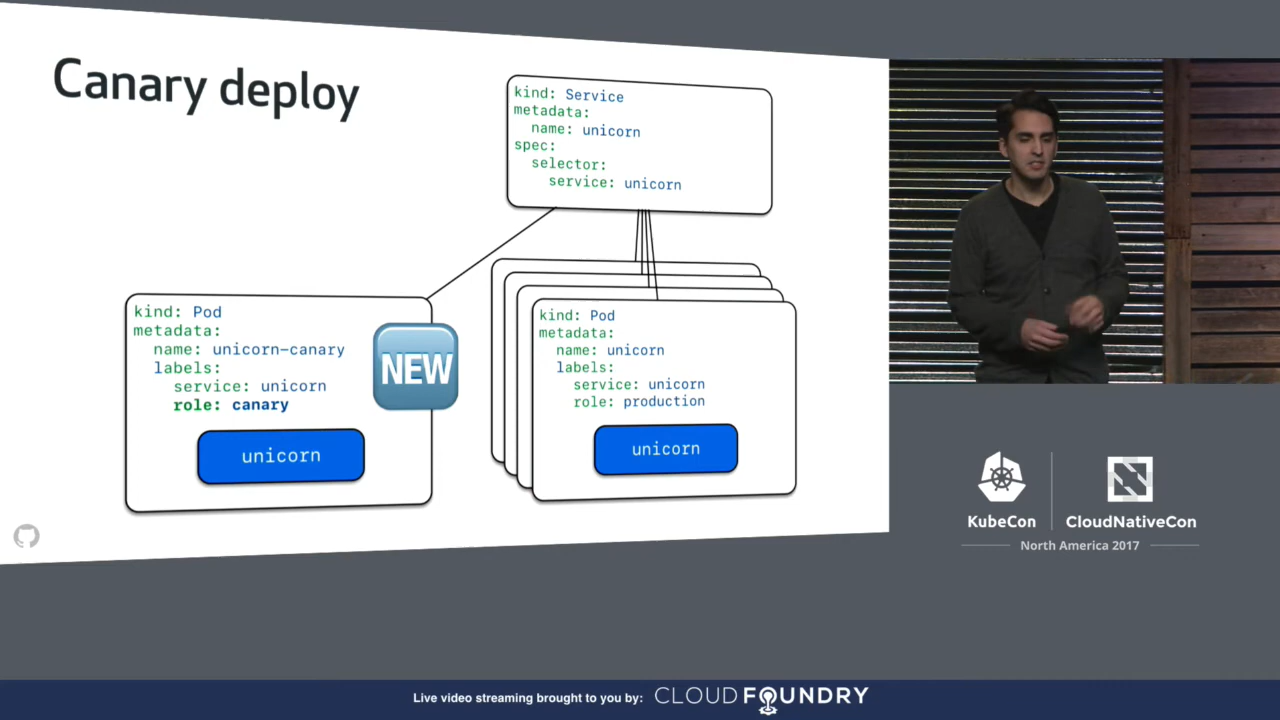 Canary deploy
kind: Service
metadata:
name: unicorn
spec:
selector:
service: unicorn
kind: Pod
metadata:
name: unicorn-canary
labels:
service: unicorn
role: canary
unicorn
NEW
kind: Pod
metadata:
name: unicorn
labels:
service: unicorn
role: production
unicorn
KubeCon
CloudNativeCon
North America 2017
Live video streaming brought to you by: CLOUD FOUNDRY